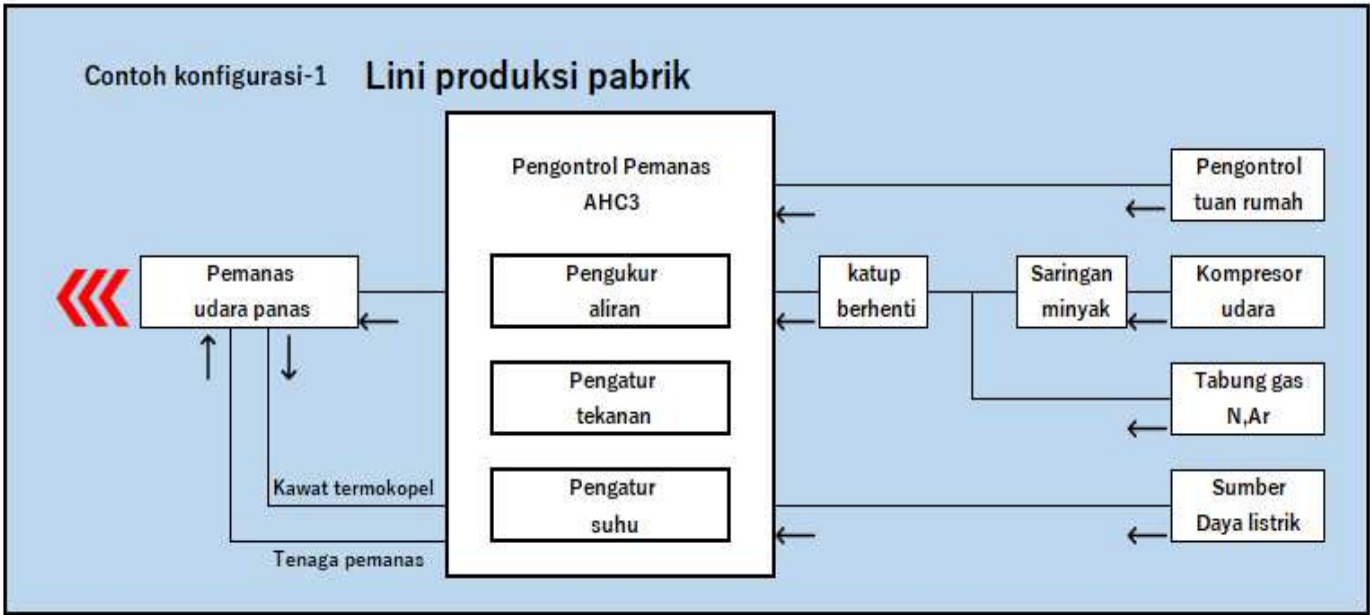 Contoh konfigurasi-1 Lini produksi pabrik
Pengontrol Pemanas
AHC3
Pengontrol
tuan rumah
Pemanas
udara panas
Pengukur
aliran
katup
berhenti
Saringan
minyak
Kompresor
udara
Pengatur
tekanan
Tabung gas
N,Ar
Kawat termokopel
Pengatur
suhu
Sumber
Daya listrik
Tenaga pemanas